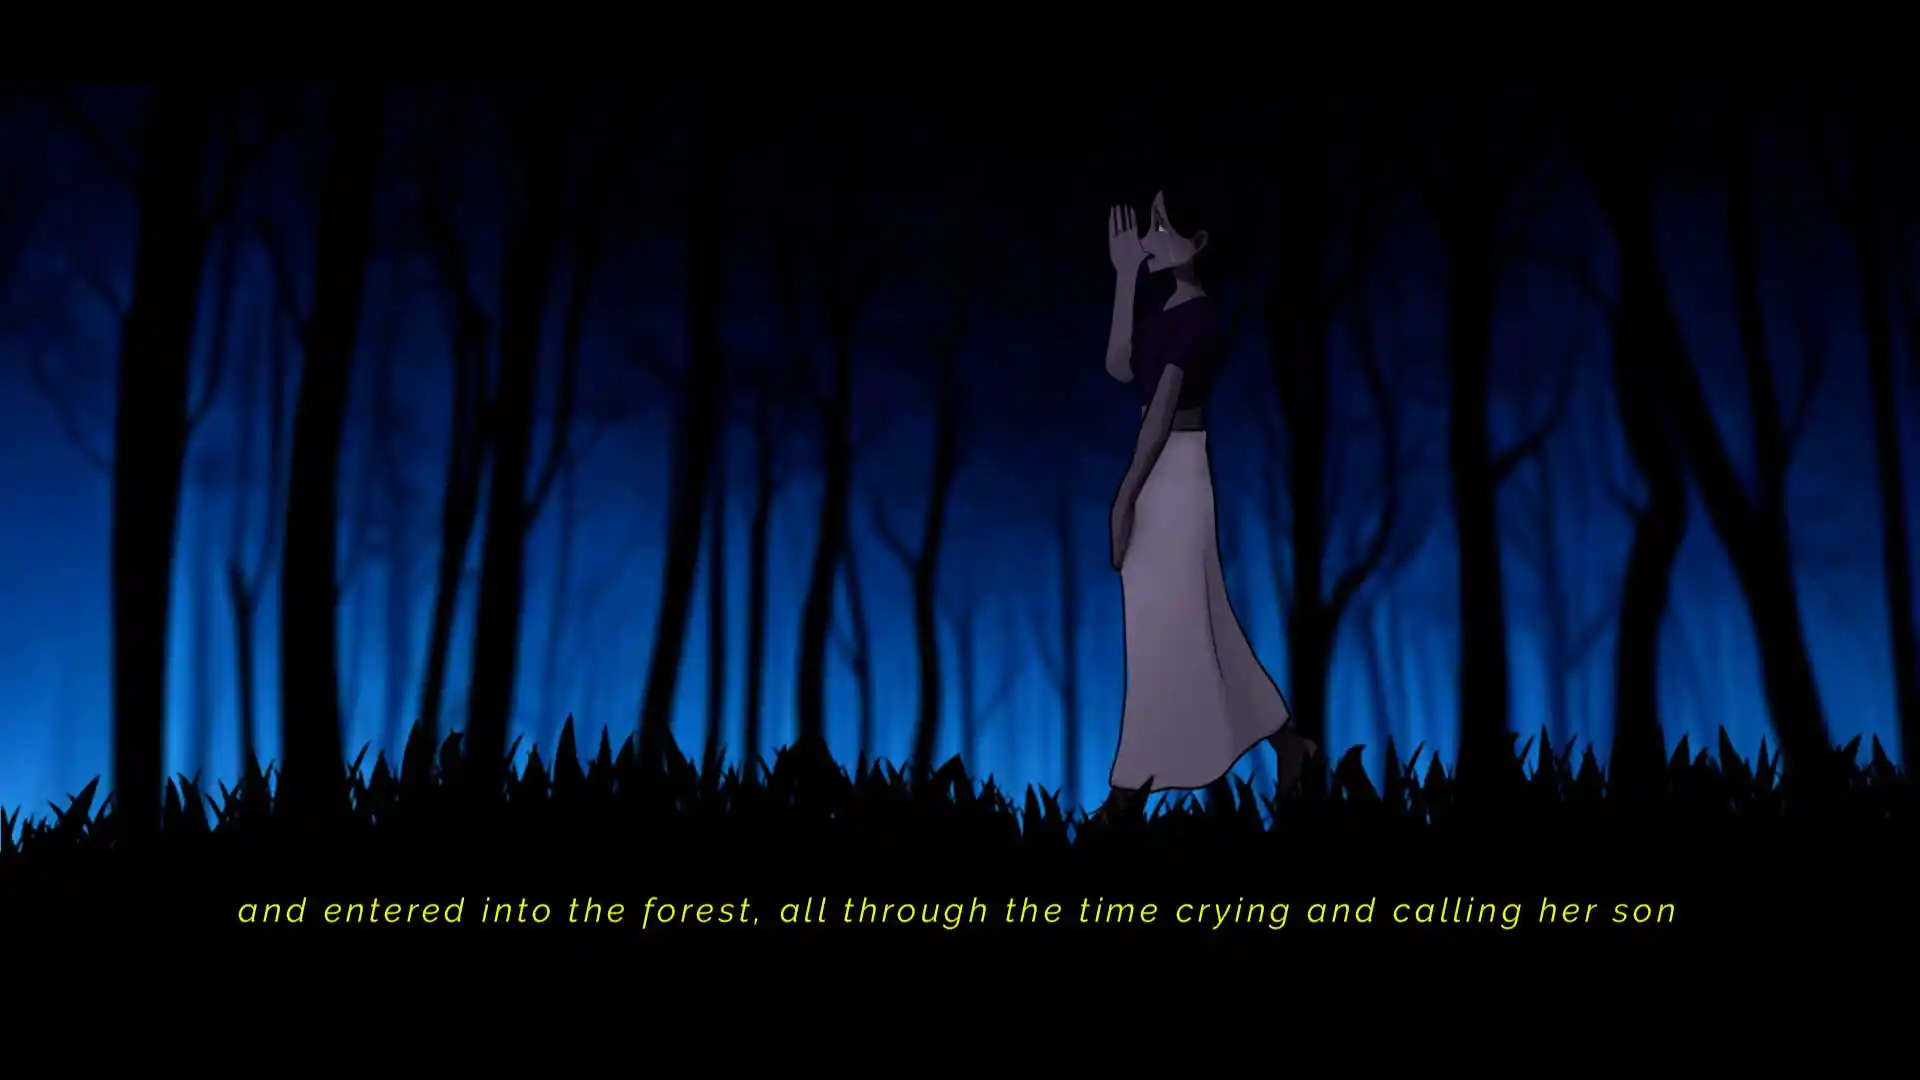 and entered into the forest, all through the time crying and calling her son